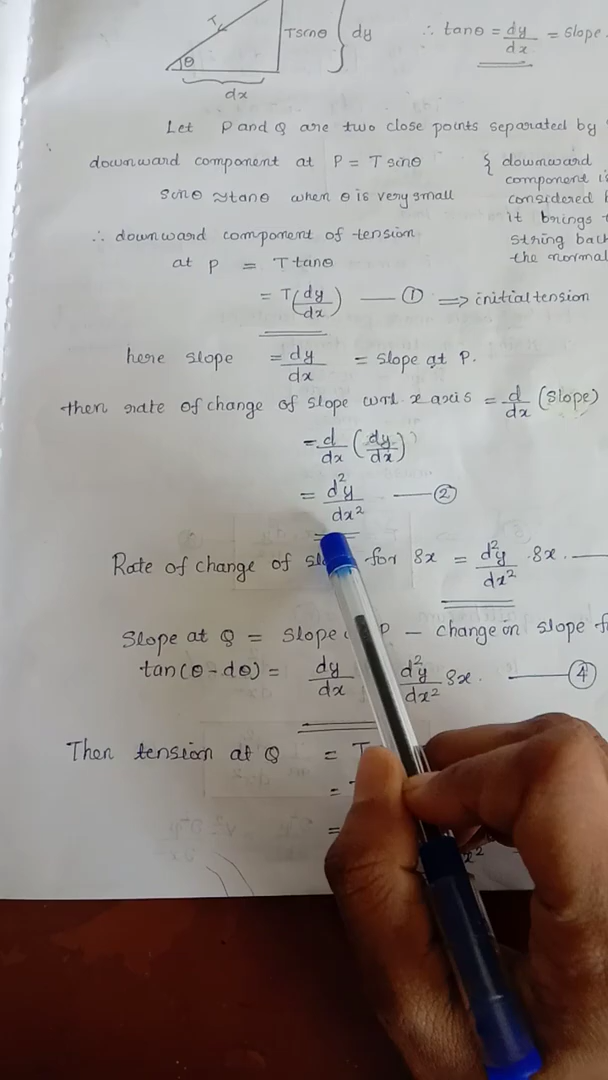 T
Tsinθ } dy ∴ tanθ = dy/dx = slope
θ
dx
Let P and Q are two close points separated by
downward component at P = T sinθ { downward
component
sinθ ≈ tanθ when θ is very small considered
it brings
∴ downward component of tension string back
at P = T tanθ the normal
= T(dy/dx) — ① => initial tension
here slope = dy/dx = slope at P.
then rate of change of slope wrt. x axis = d/dx (slope)
= d/dx (dy/dx)
= d²y/dx² — ②
Rate of change of for δx = d²y/dx² . δx. —
Slope at Q = slope P − change in slope
tan(θ-dθ) = dy/dx d²y/dx² δx. — ④
Then tension at Q = T
=
=
x²